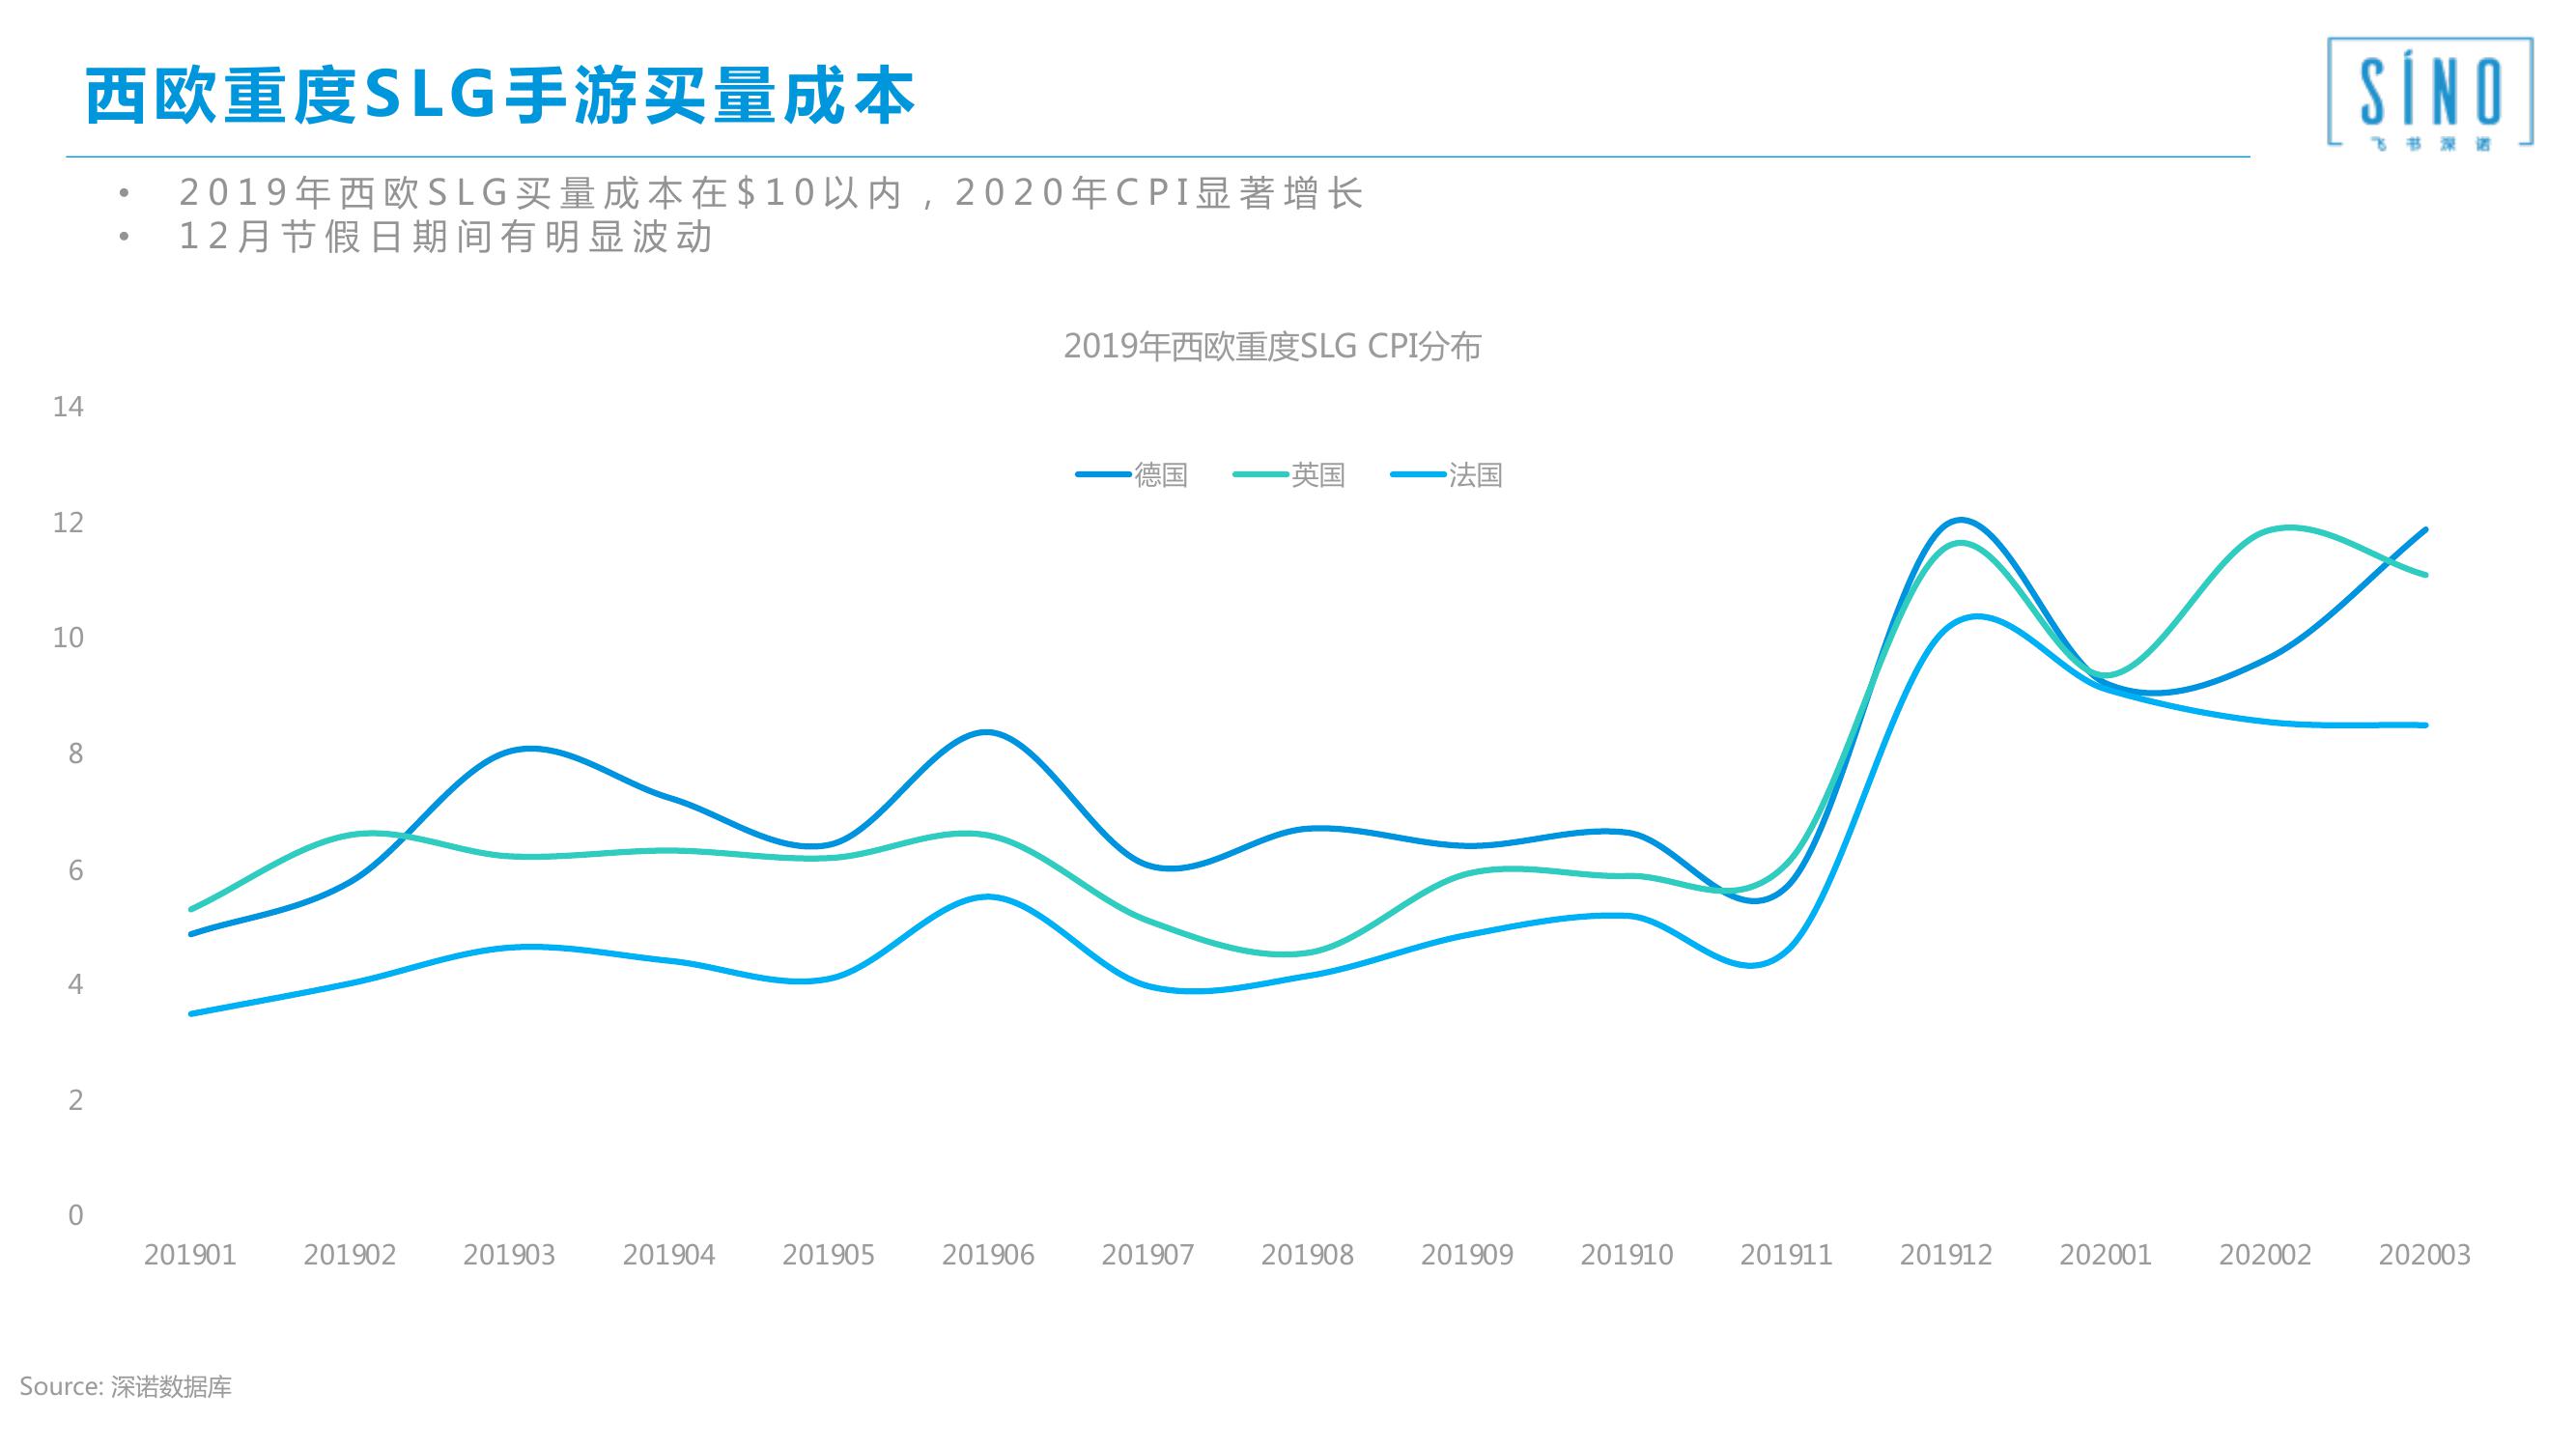 西欧重度SLG手游买量成本
SÍNO
飞书深诺
• 2019年西欧SLG买量成本在$10以内，2020年CPI显著增长
• 12月节假日期间有明显波动
2019年西欧重度SLG CPI分布
德国 英国 法国
14
12
10
8
6
4
2
0
201901 201902 201903 201904 201905 201906 201907 201908 201909 201910 201911 201912 202001 202002 202003
Source: 深诺数据库